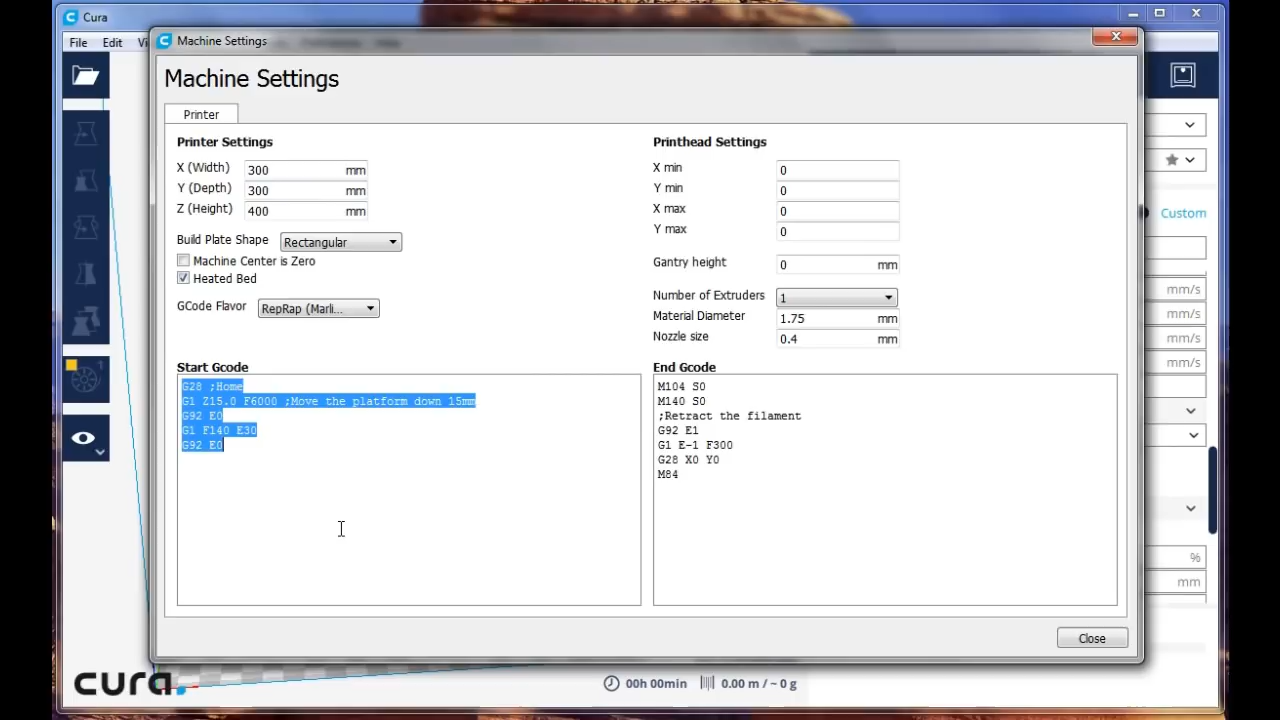 Cura
File Edit Vi
Machine Settings
Machine Settings
Printer
Printer Settings
X (Width) 300 mm
Y (Depth) 300 mm
Z (Height) 400 mm
Build Plate Shape Rectangular
Machine Center is Zero
Heated Bed
GCode Flavor RepRap (Marli...
Printhead Settings
X min 0
Y min 0
X max 0
Y max 0
Gantry height 0 mm
Number of Extruders 1
Material Diameter 1.75 mm
Nozzle size 0.4 mm
Start Gcode
G28 ;Home
G1 Z15.0 F6000 ;Move the platform down 15mm
G92 E0
G1 F140 E30
G92 E0
End Gcode
M104 S0
M140 S0
;Retract the filament
G92 E1
G1 E-1 F300
G28 X0 Y0
M84
Close
Custom
mm/s
mm/s
mm/s
mm/s
%
mm
1
cura.
00h 00min 0.00 m / ~ 0 g